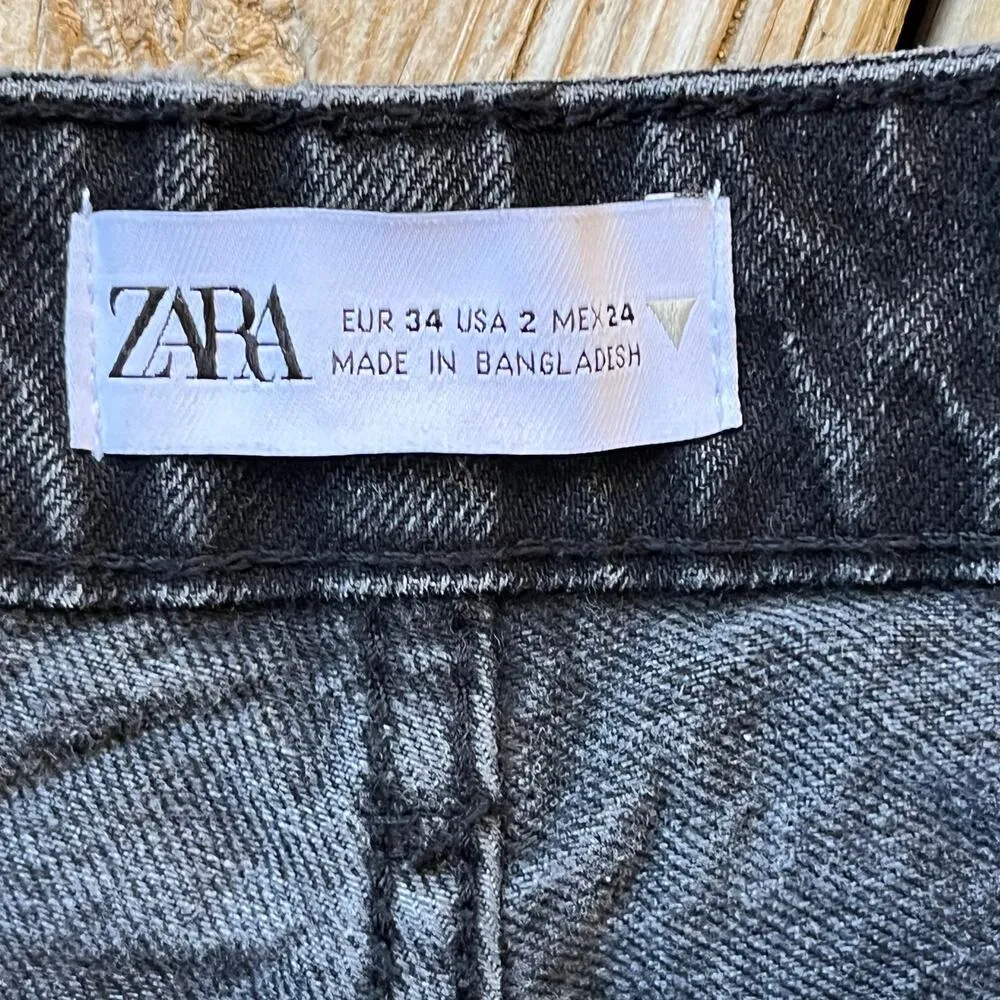 ZARA
EUR 34 USA 2 MEX 24
MADE IN BANGLADESH